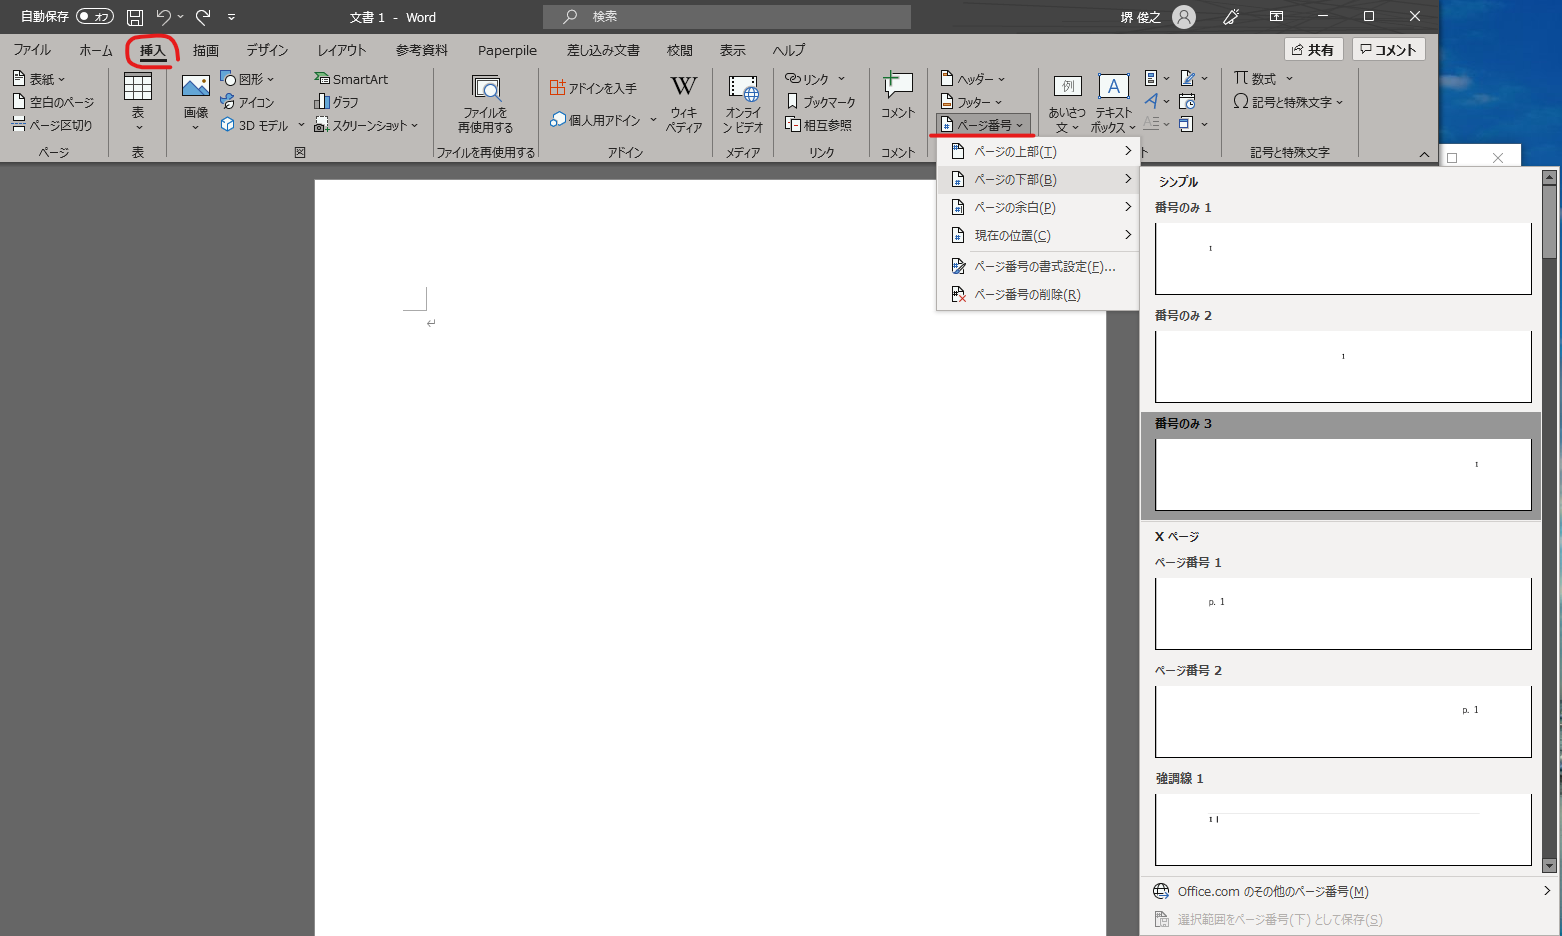 自動保存 オフ 文書 1 - Word 検索 堺 俊之
ファイル ホーム 挿入 描画 デザイン レイアウト 参考資料 Paperpile 差し込み文書 校閲 表示 ヘルプ 共有 コメント
表紙
空白のページ
ページ区切り
ページ
表
表
画像
図形
アイコン
3D モデル
SmartArt
グラフ
スクリーンショット
図
ファイルを
再使用する
ファイルを再使用する
アドインを入手
個人用アドイン
ウィキ
ペディア
アドイン
オンライ
ンビデオ
メディア
リンク
ブックマーク
相互参照
リンク
コメント
コメント
ヘッダー
フッター
# ページ番号
例
あいさつ
文
A
テキスト
ボックス
ト
π 数式
Ω 記号と特殊文字
記号と特殊文字
ページの上部(T)
ページの下部(B)
ページの余白(P)
現在の位置(C)
ページ番号の書式設定(F)...
ページ番号の削除(R)
シンプル
番号のみ 1
1
番号のみ 2
1
番号のみ 3
1
X ページ
ページ番号 1
p. 1
ページ番号 2
p. 1
強調線 1
1 |
Office.com のその他のページ番号(M)
選択範囲をページ番号(下) として保存(S)